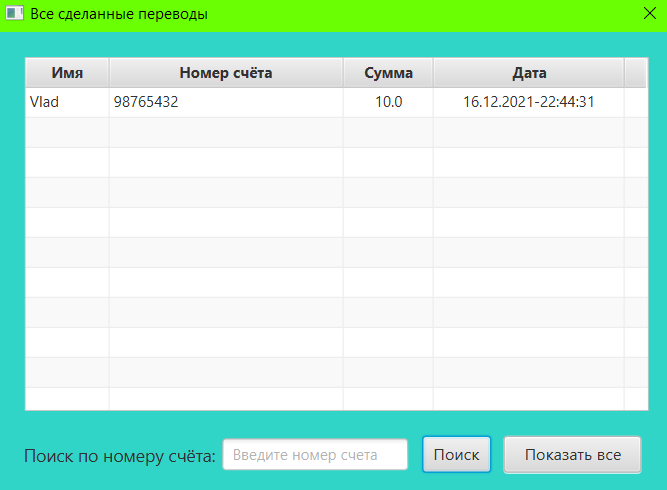 Все сделанные переводы
Имя Номер счёта Сумма Дата
Vlad 98765432 10.0 16.12.2021-22:44:31
Поиск по номеру счёта: Введите номер счета Поиск Показать все